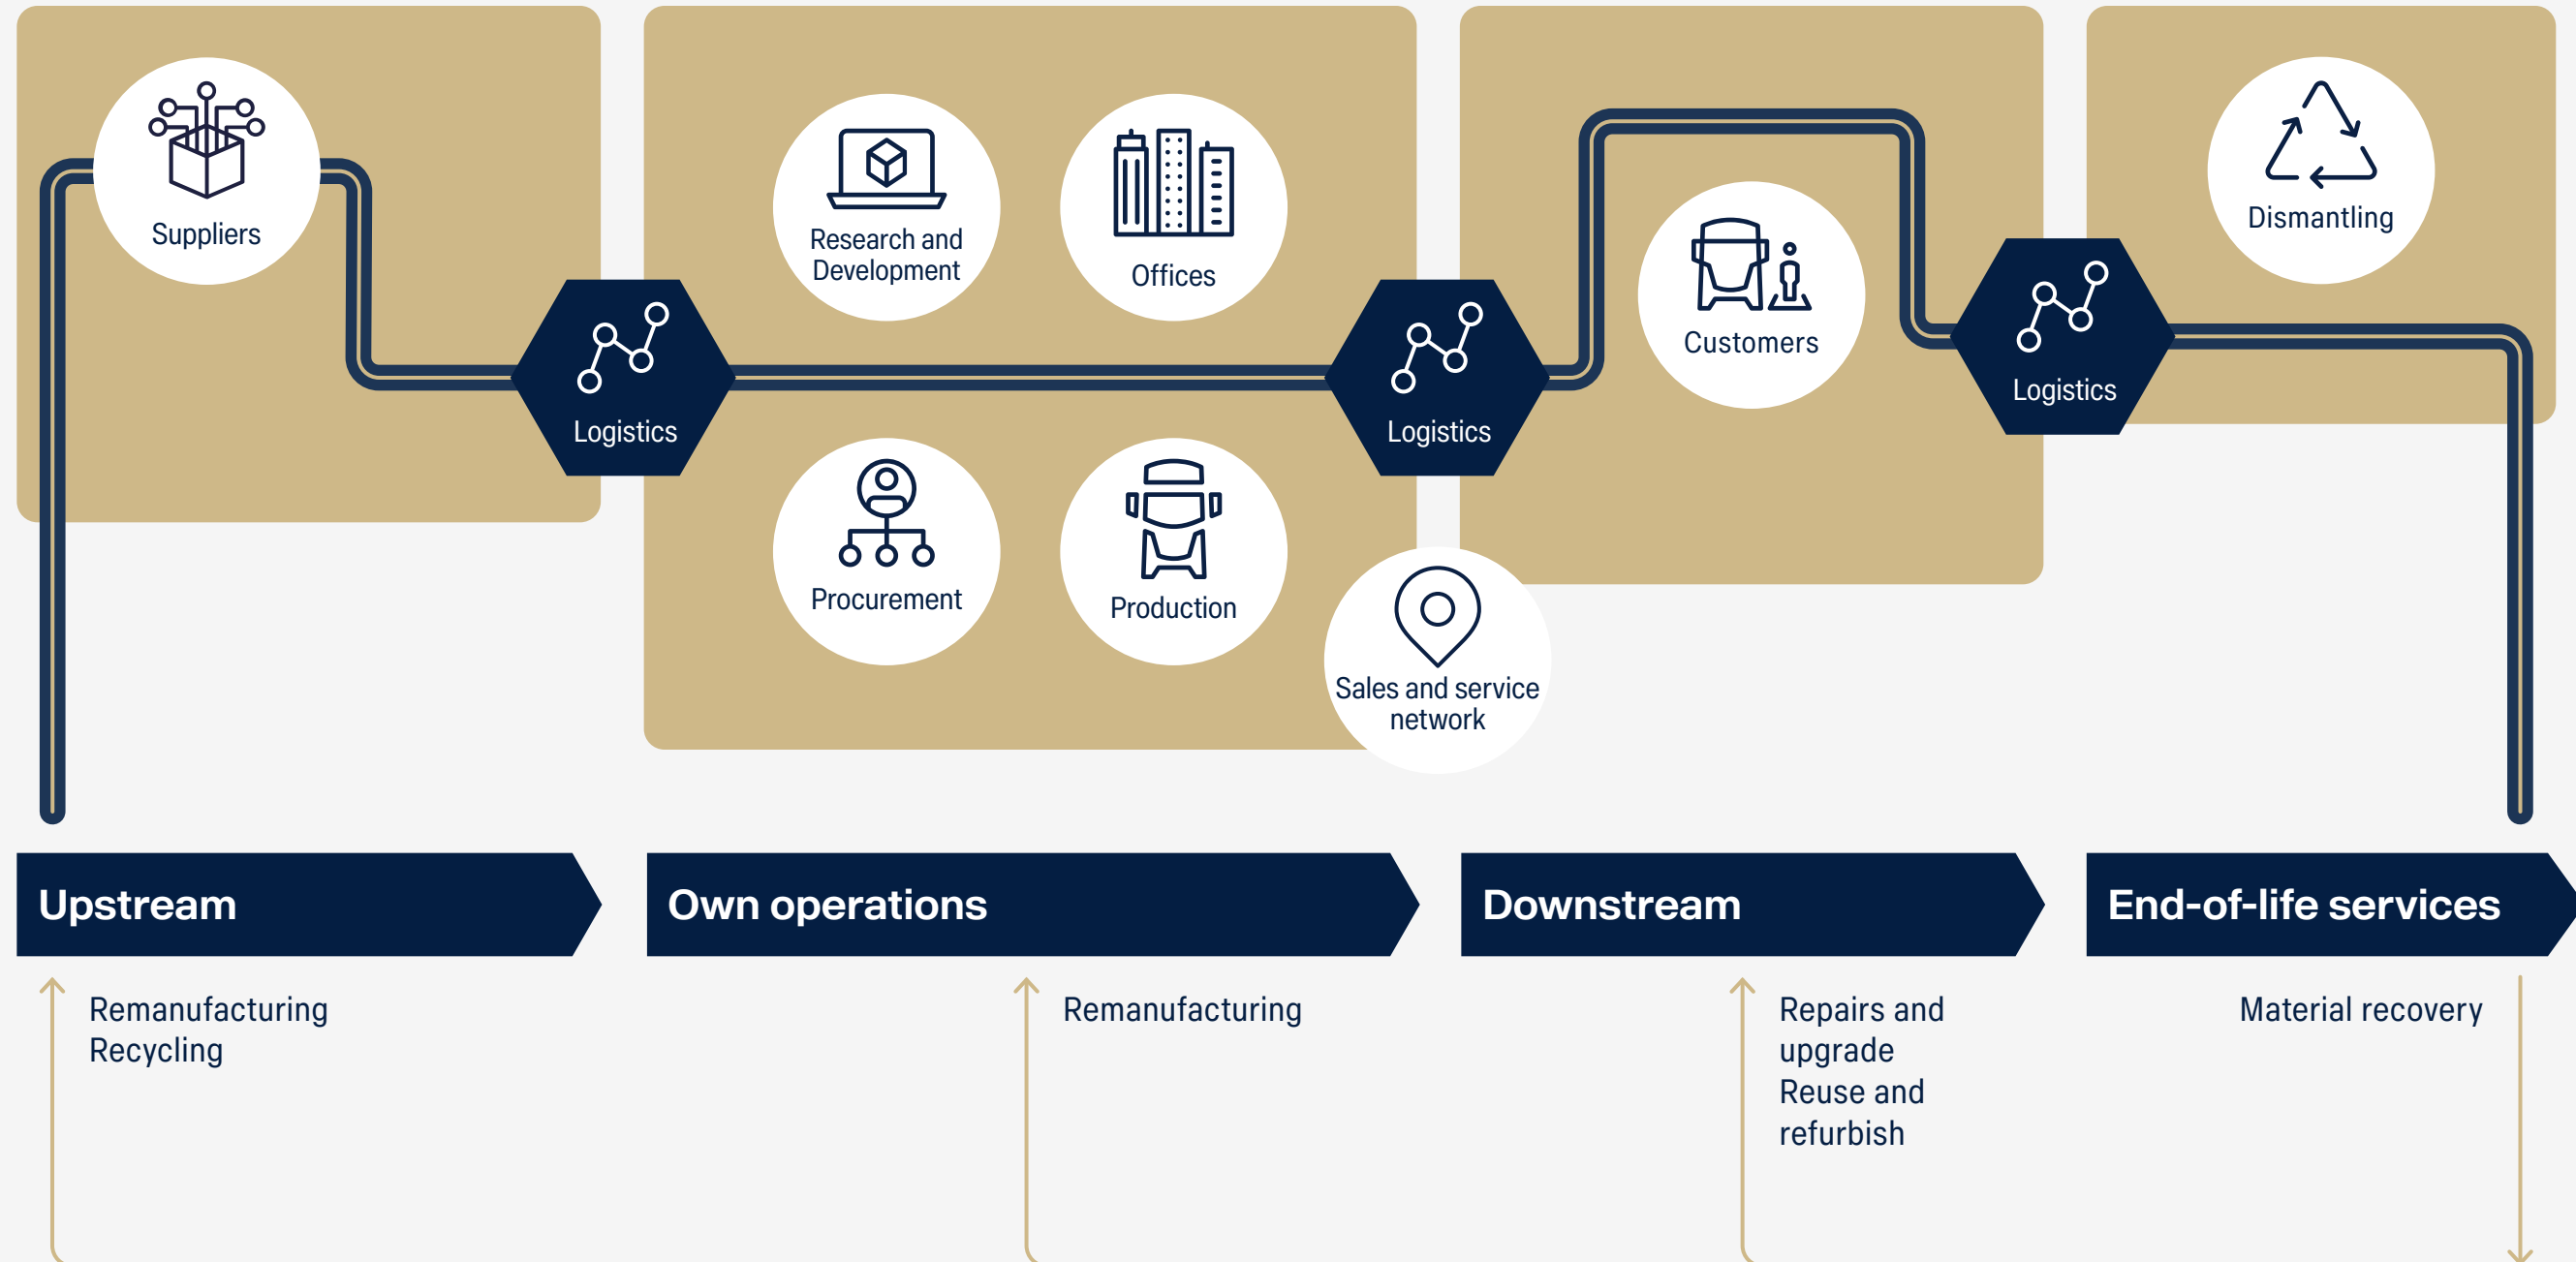 Suppliers
Logistics
Research and
Development
Offices
Procurement
Production
Logistics
Sales and service
network
Customers
Logistics
Dismantling
Upstream
Own operations
Downstream
End-of-life services
Remanufacturing
Recycling
Remanufacturing
Repairs and
upgrade
Reuse and
refurbish
Material recovery